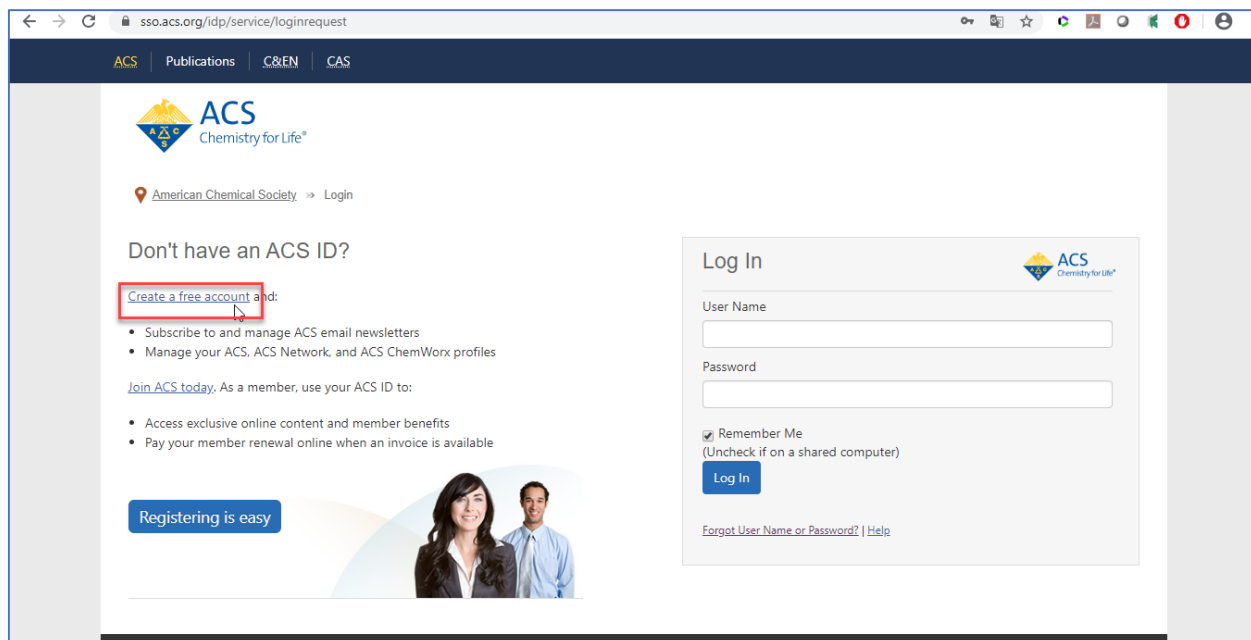 sso.acs.org/idp/service/loginrequest
ACS Publications C&EN CAS
ACS
Chemistry for Life®
A C S
American Chemical Society » Login
Don't have an ACS ID?
Create a free account and:
• Subscribe to and manage ACS email newsletters
• Manage your ACS, ACS Network, and ACS ChemWorx profiles
Join ACS today. As a member, use your ACS ID to:
• Access exclusive online content and member benefits
• Pay your member renewal online when an invoice is available
Registering is easy
Log In
ACS
Chemistry for Life®
User Name
Password
Remember Me
(Uncheck if on a shared computer)
Log In
Forgot User Name or Password? | Help